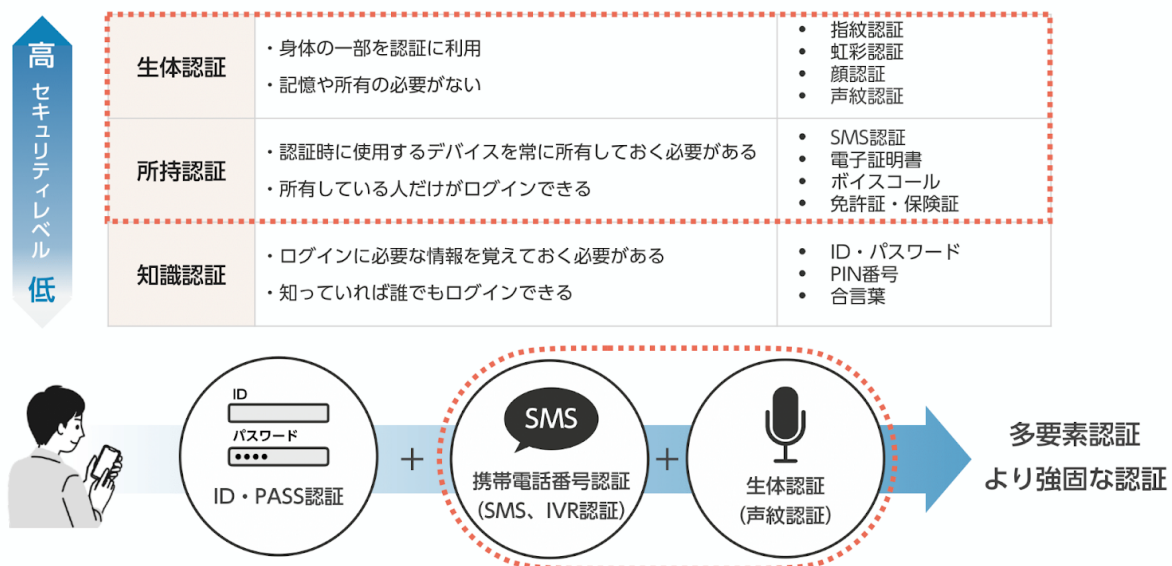 高
セキュリティレベル
低
生体認証
・身体の一部を認証に利用
・記憶や所有の必要がない
• 指紋認証
• 虹彩認証
• 顔認証
• 声紋認証
所持認証
・認証時に使用するデバイスを常に所有しておく必要がある
・所有している人だけがログインできる
• SMS認証
• 電子証明書
• ボイスコール
• 免許証・保険証
知識認証
・ログインに必要な情報を覚えておく必要がある
・知っていれば誰でもログインできる
• ID・パスワード
• PIN番号
• 合言葉
ID
パスワード
ID・PASS認証
+
SMS
携帯電話番号認証
(SMS、IVR認証)
+
生体認証
(声紋認証)
多要素認証
より強固な認証